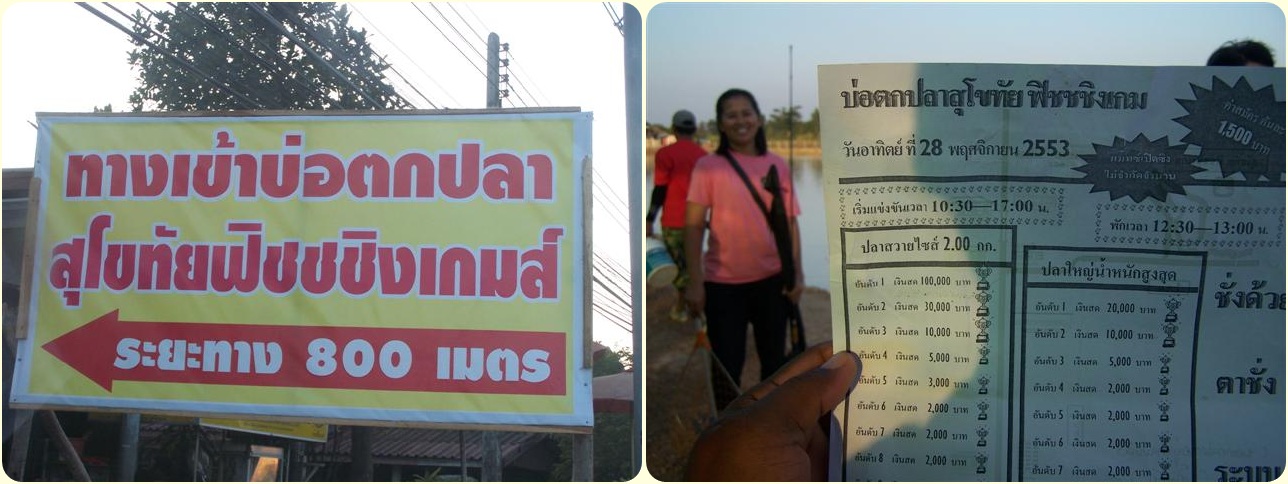 ทางเข้าบ่อตกปลา
สุโขทัยฟิชชชิงเกมส์
ระยะทาง 800 เมตร
บ่อตกปลาสุโขทัย ฟิชชชิงเกม
วันอาทิตย์ ที่ 28 พฤศจิกายน 2553
1,500 บาท
ไม่จำกัดจำนวน
เริ่มแข่งขันเวลา 10:30—17:00 น.
พักเวลา 12:30—13:00 น.
ปลาสวายไซส์ 2.00 กก.
อันดับ 1 เงินสด 100,000 บาท
อันดับ 2 เงินสด 30,000 บาท
อันดับ 3 เงินสด 10,000 บาท
อันดับ 4 เงินสด 5,000 บาท
อันดับ 5 เงินสด 3,000 บาท
อันดับ 6 เงินสด 2,000 บาท
อันดับ 7 เงินสด 2,000 บาท
อันดับ 8 เงินสด 2,000 บาท
ปลาใหญ่น้ำหนักสูงสุด
อันดับ 1 เงินสด 20,000 บาท
อันดับ 2 เงินสด 10,000 บาท
อันดับ 3 เงินสด 5,000 บาท
อันดับ 4 เงินสด 2,000 บาท
อันดับ 5 เงินสด 2,000 บาท
อันดับ 6 เงินสด 2,000 บาท
อันดับ 7 เงินสด 2,000 บาท
ชั่งด้วย
ตาชั่ง
ระบบ